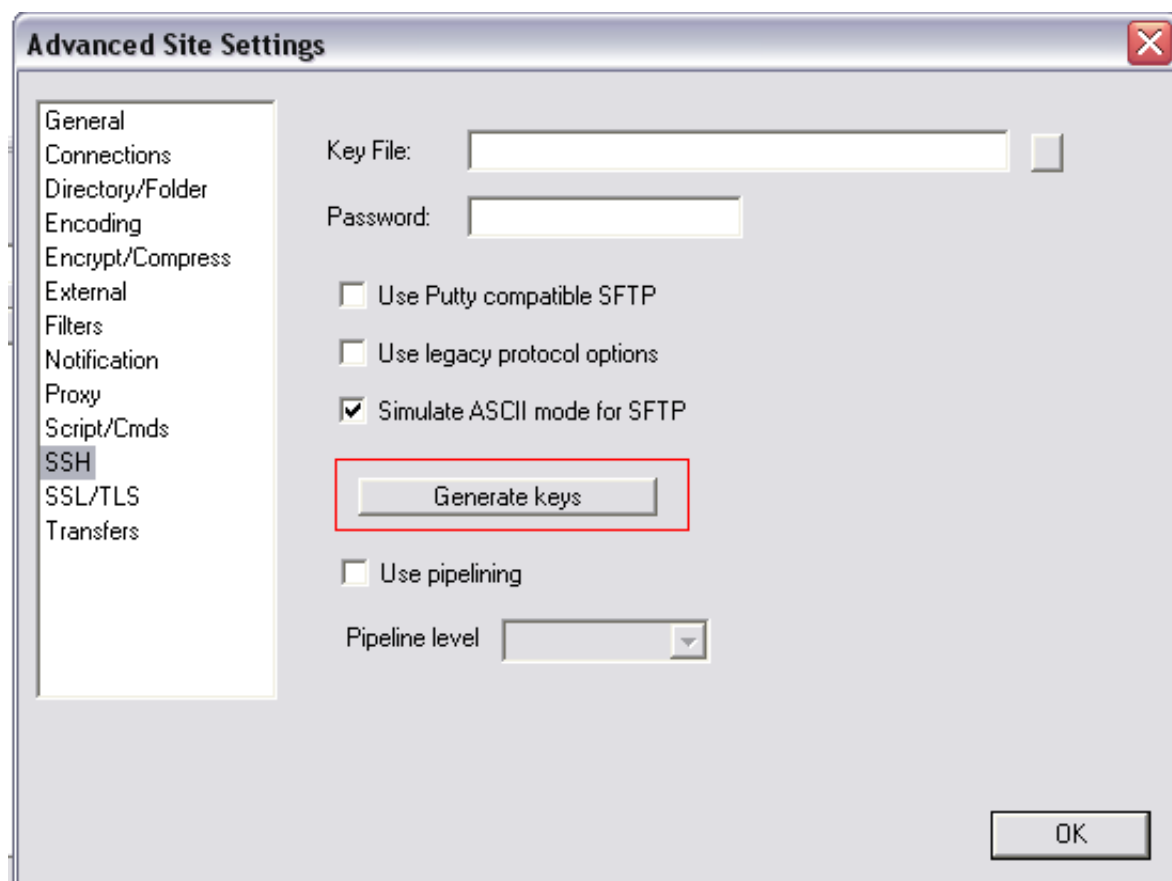 Advanced Site Settings
General
Connections
Directory/Folder
Encoding
Encrypt/Compress
External
Filters
Notification
Proxy
Script/Cmds
SSH
SSL/TLS
Transfers
Key File:
Password:
Use Putty compatible SFTP
Use legacy protocol options
Simulate ASCII mode for SFTP
Generate keys
Use pipelining
Pipeline level
OK